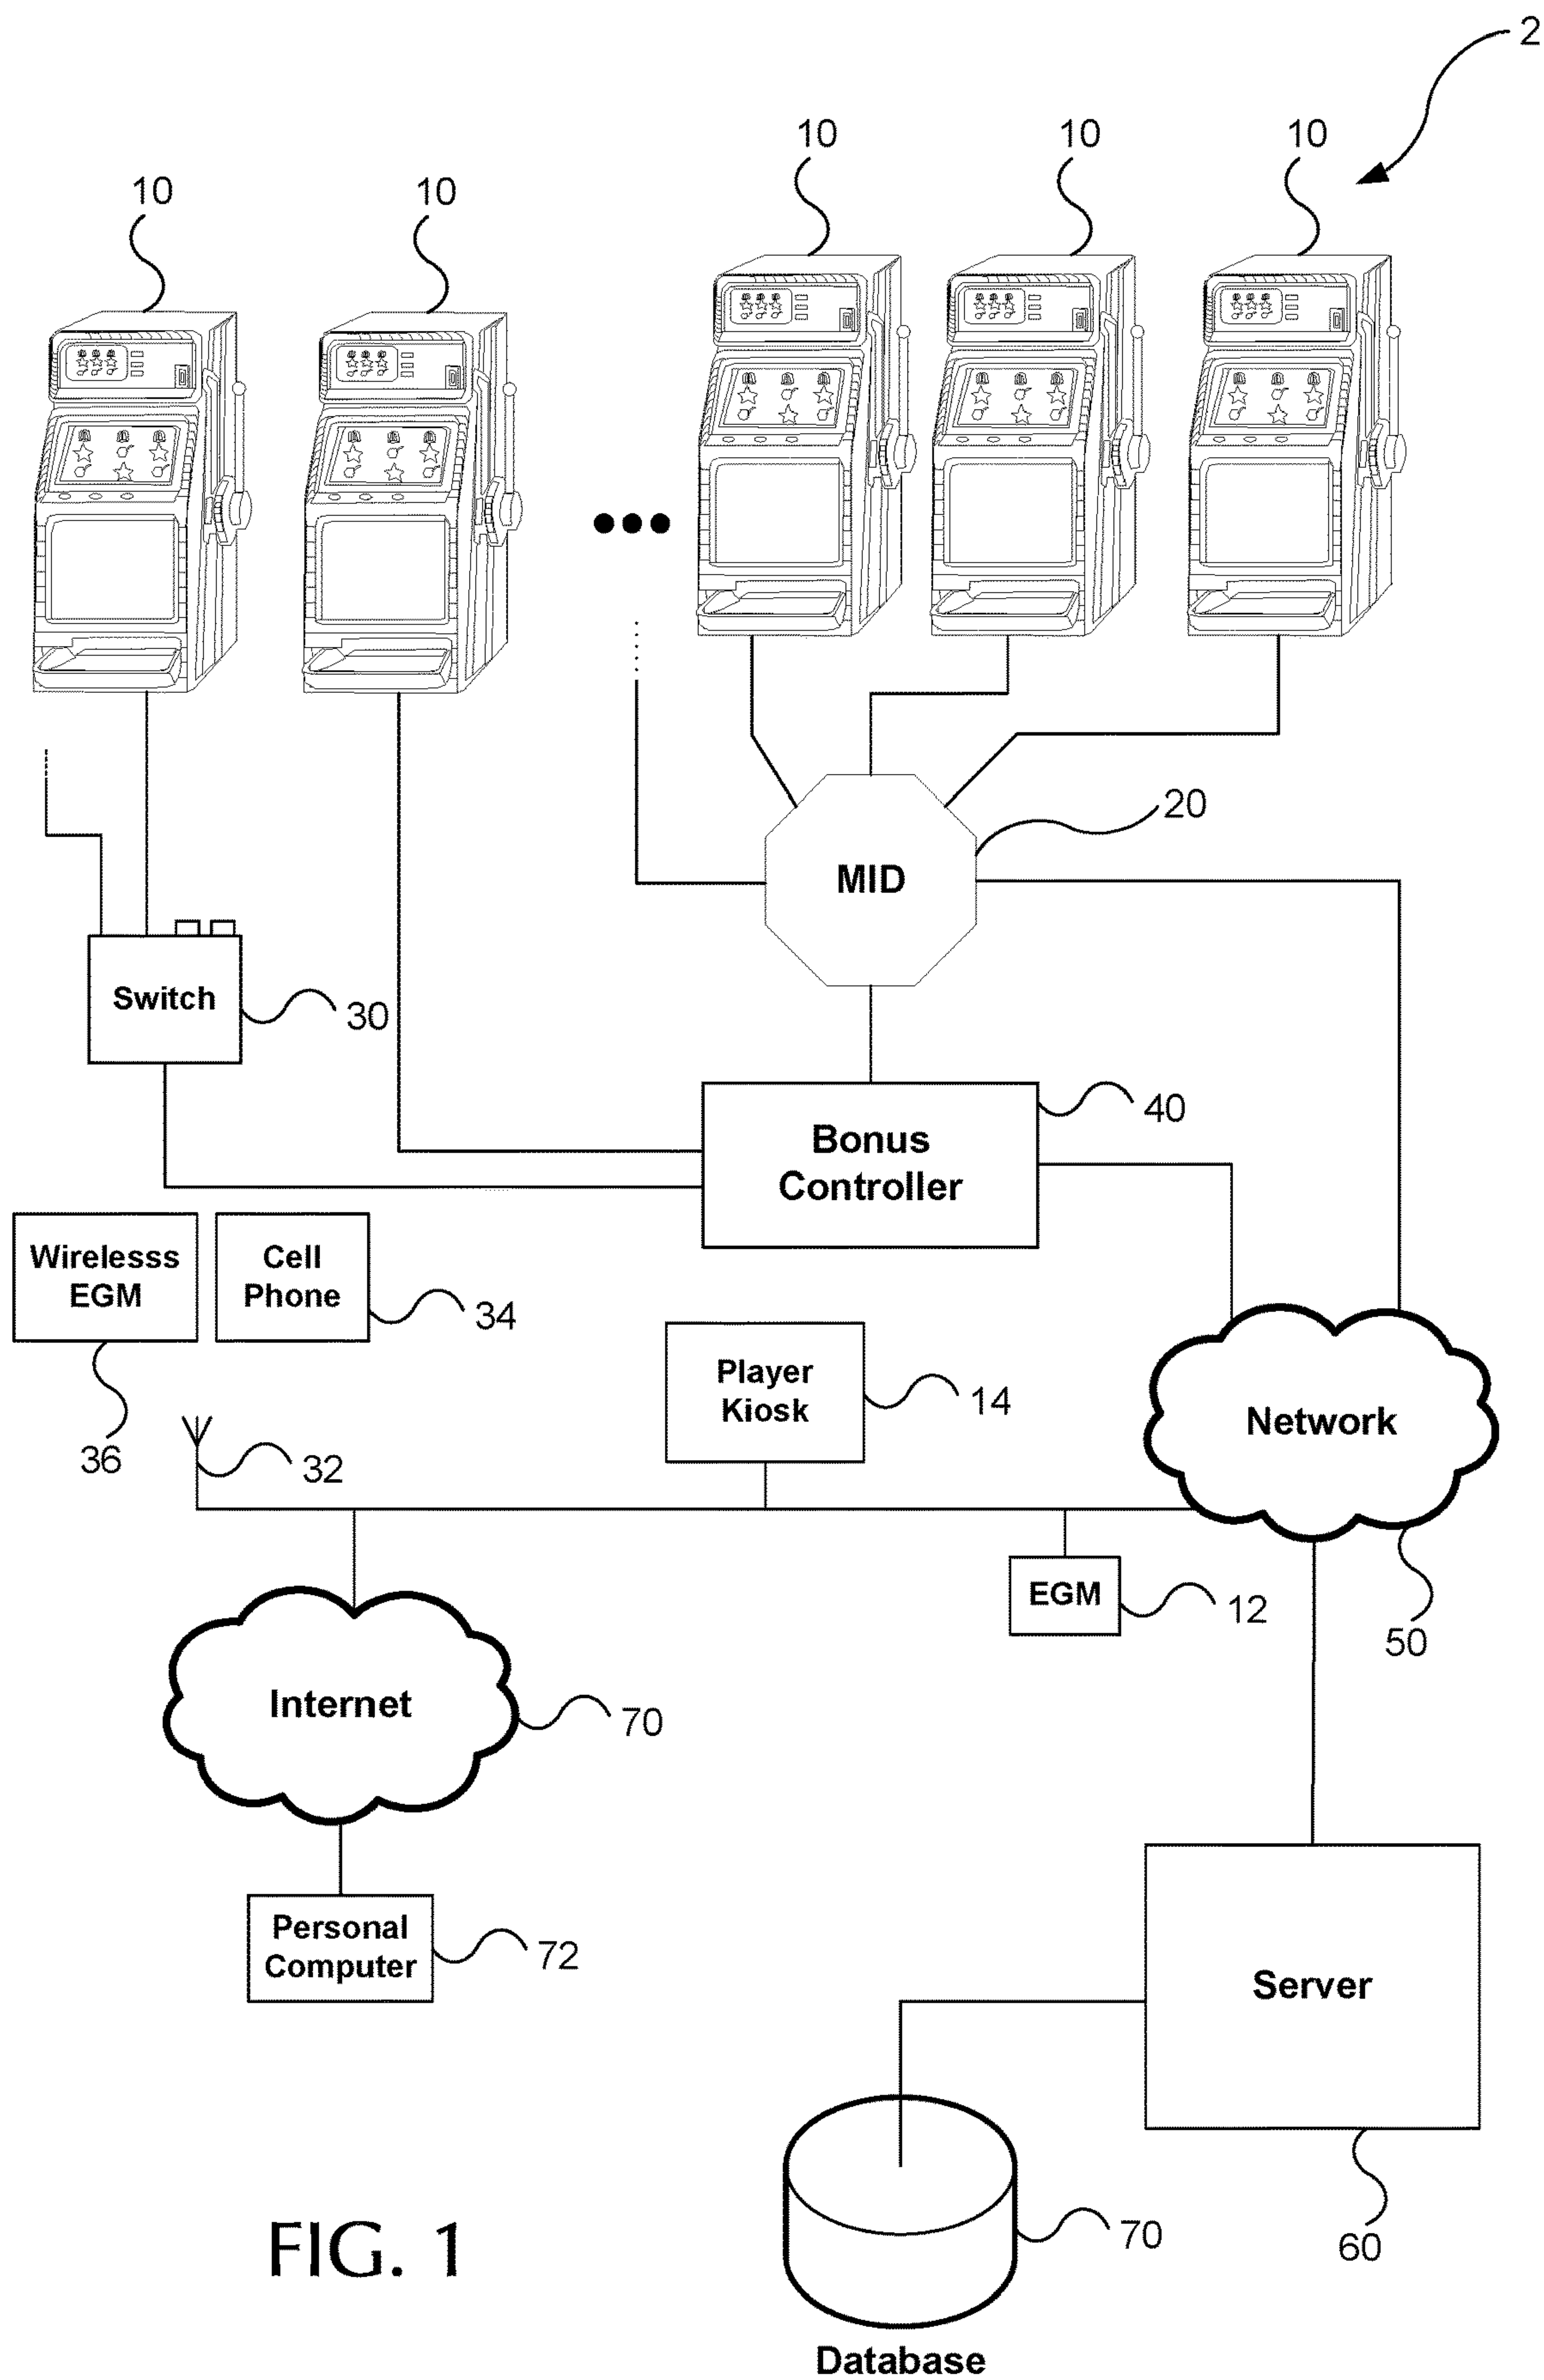 2
10
10
10
10
10
MID
20
Switch
30
Bonus
Controller
40
Wirelesss
EGM
36
Cell
Phone
34
32
Player
Kiosk
14
Network
50
EGM
12
Internet
70
Personal
Computer
72
Server
60
70
Database
FIG. 1